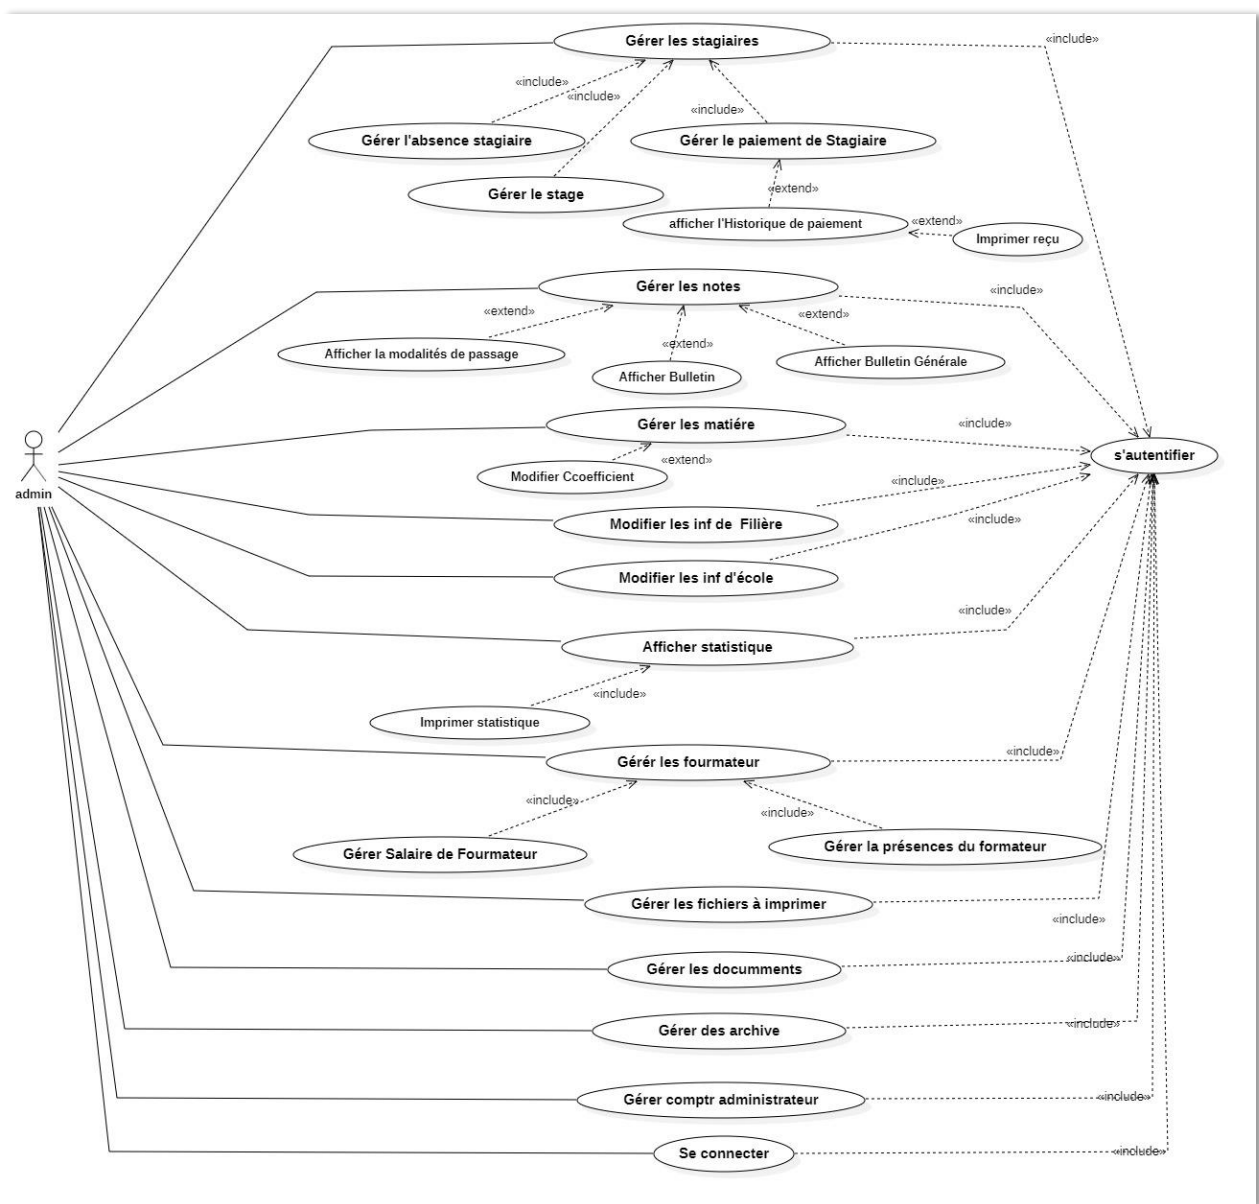 Gérer les stagiaires
«include»
«include»
«include»
«include»
Gérer l'absence stagiaire
Gérer le paiement de Stagiaire
Gérer le stage
«extend»
afficher l'Historique de paiement
«extend»
Imprimer reçu
Gérer les notes
«include»
«extend»
«extend»
«extend»
Afficher la modalités de passage
Afficher Bulletin
Afficher Bulletin Générale
Gérer les matiére
«include»
admin
s'autentifier
«extend»
Modifier Ccoefficient
«include»
Modifier les inf de Filière
«include»
Modifier les inf d'école
«include»
Afficher statistique
«include»
Imprimer statistique
Gérér les fourmateur
«include»
«include»
«include»
Gérer Salaire de Fourmateur
Gérer la présences du formateur
Gérer les fichiers à imprimer
«include»
Gérer les documments
«include»
Gérer des archive
«include»
Gérer comptr administrateur
«include»
Se connecter
«include»